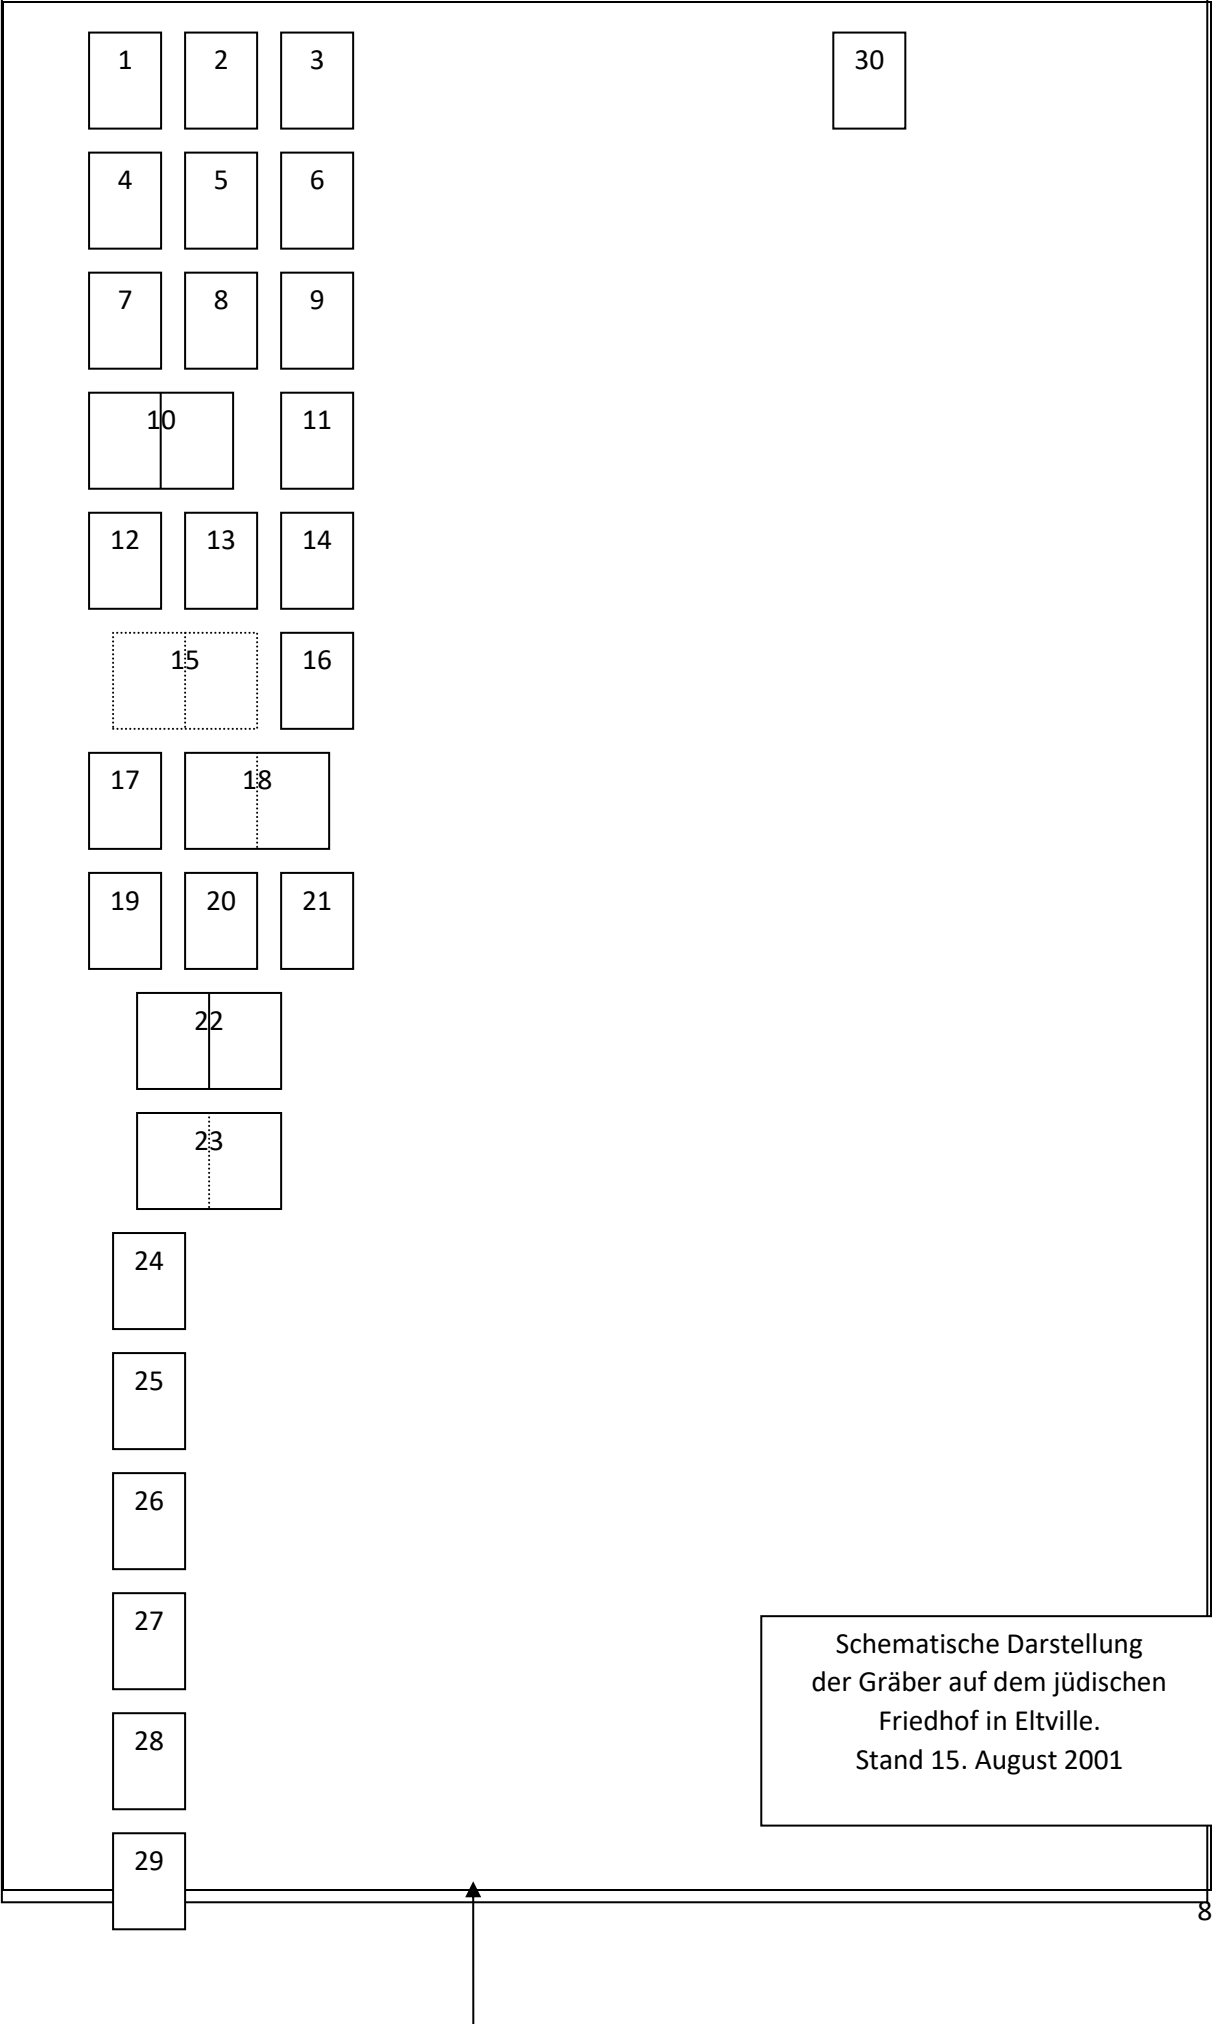 1 2 3 30
4 5 6
7 8 9
10 11
12 13 14
15 16
17 18
19 20 21
22
23
24
25
26
27
28
29
Schematische Darstellung
der Gräber auf dem jüdischen
Friedhof in Eltville.
Stand 15. August 2001
8